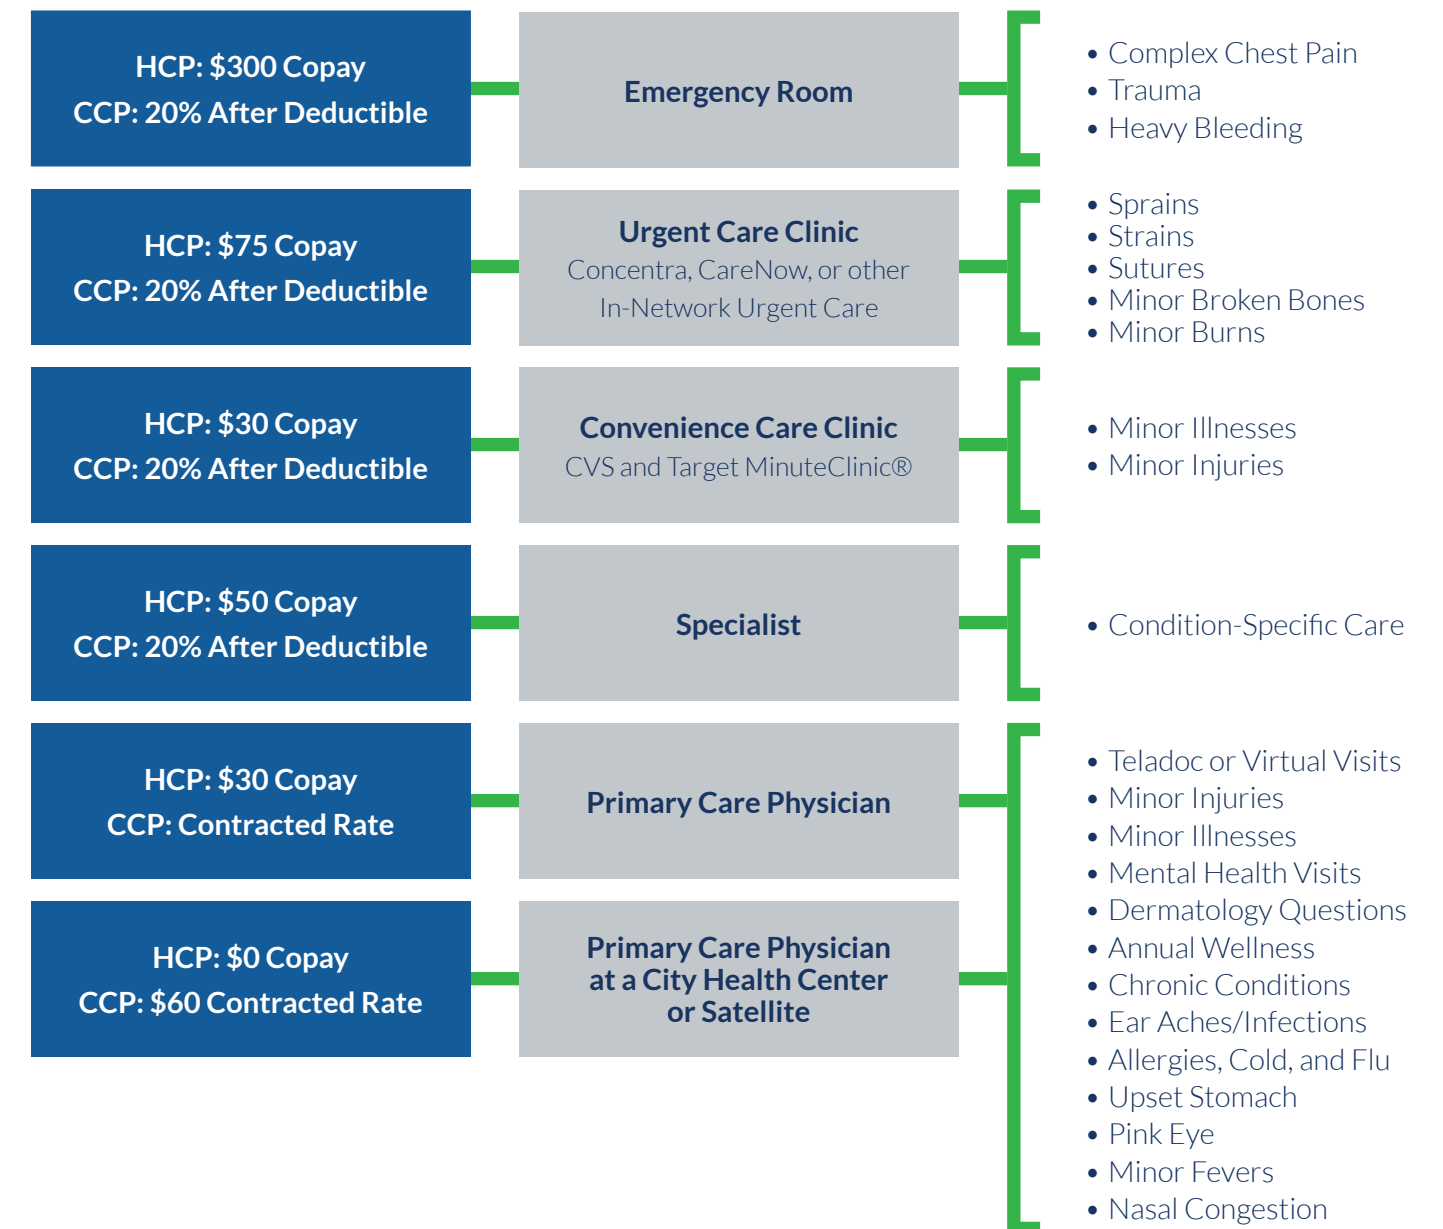 HCP: $300 Copay
CCP: 20% After Deductible
Emergency Room
• Complex Chest Pain
• Trauma
• Heavy Bleeding
HCP: $75 Copay
CCP: 20% After Deductible
Urgent Care Clinic
Concentra, CareNow, or other
In-Network Urgent Care
• Sprains
• Strains
• Sutures
• Minor Broken Bones
• Minor Burns
HCP: $30 Copay
CCP: 20% After Deductible
Convenience Care Clinic
CVS and Target MinuteClinic®
• Minor Illnesses
• Minor Injuries
HCP: $50 Copay
CCP: 20% After Deductible
Specialist
• Condition-Specific Care
HCP: $30 Copay
CCP: Contracted Rate
Primary Care Physician
HCP: $0 Copay
CCP: $60 Contracted Rate
Primary Care Physician
at a City Health Center
or Satellite
• Teladoc or Virtual Visits
• Minor Injuries
• Minor Illnesses
• Mental Health Visits
• Dermatology Questions
• Annual Wellness
• Chronic Conditions
• Ear Aches/Infections
• Allergies, Cold, and Flu
• Upset Stomach
• Pink Eye
• Minor Fevers
• Nasal Congestion